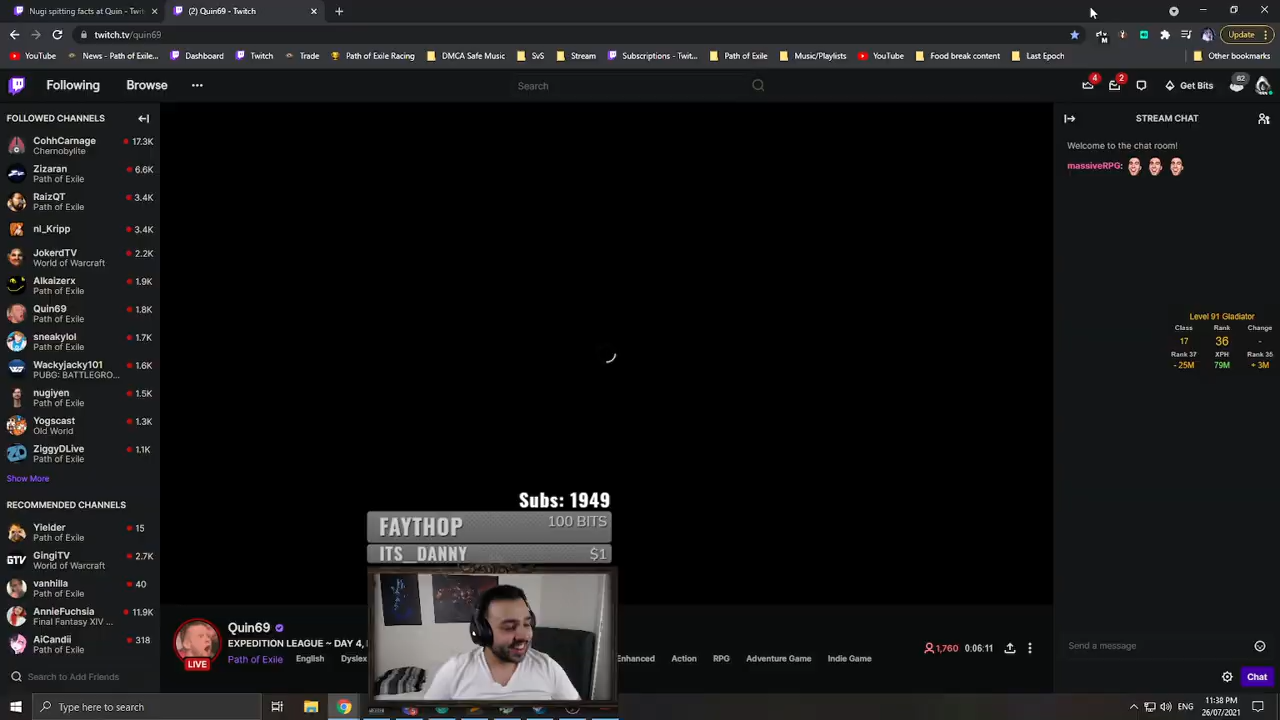 Nugi spitting facts at Quin - Twitch
(2) Quin69 - Twitch
twitch.tv/quin69
Update
YouTube
News - Path of Exile...
Dashboard
Twitch
Trade
Path of Exile Racing
DMCA Safe Music
SvS
Stream
Subscriptions - Twit...
Path of Exile
Music/Playlists
YouTube
Food break content
Last Epoch
Other bookmarks
Following
Browse
Search
4
2
Get Bits
82
FOLLOWED CHANNELS
CohhCarnage 17.3K
Chernobylite
Zizaran 6.6K
Path of Exile
RaizQT 3.4K
Path of Exile
nl_Kripp 3.4K
JokerdTV 2.2K
World of Warcraft
Alkaizerx 1.9K
Path of Exile
Quin69 1.8K
Path of Exile
sneakylol 1.7K
Path of Exile
Wackyjacky101 1.6K
PUBG: BATTLEGRO...
nugiyen 1.5K
Path of Exile
Yogscast 1.3K
Old World
ZiggyDLive 1.1K
Path of Exile
Show More
RECOMMENDED CHANNELS
Yielder 15
Path of Exile
GingiTV 2.7K
World of Warcraft
vanhilla 40
Path of Exile
AnnieFuchsia 11.9K
Final Fantasy XIV ...
AiCandii 318
Path of Exile
Search to Add Friends
Subs: 1949
FAYTHOP 100 BITS
ITS_DANNY $1
LIVE
Quin69
EXPEDITION LEAGUE ~ DAY 4,
Path of Exile
English
Dyslex
Enhanced
Action
RPG
Adventure Game
Indie Game
1,760
0:06:11
STREAM CHAT
Welcome to the chat room!
massiveRPG:
Level 91 Gladiator
Class Rank Change
17 36 -
Rank 37 XPH Rank 35
- 25M 79M + 3M
Send a message
Chat
Type here to search
ENG
11:38 PM
26/07/2021